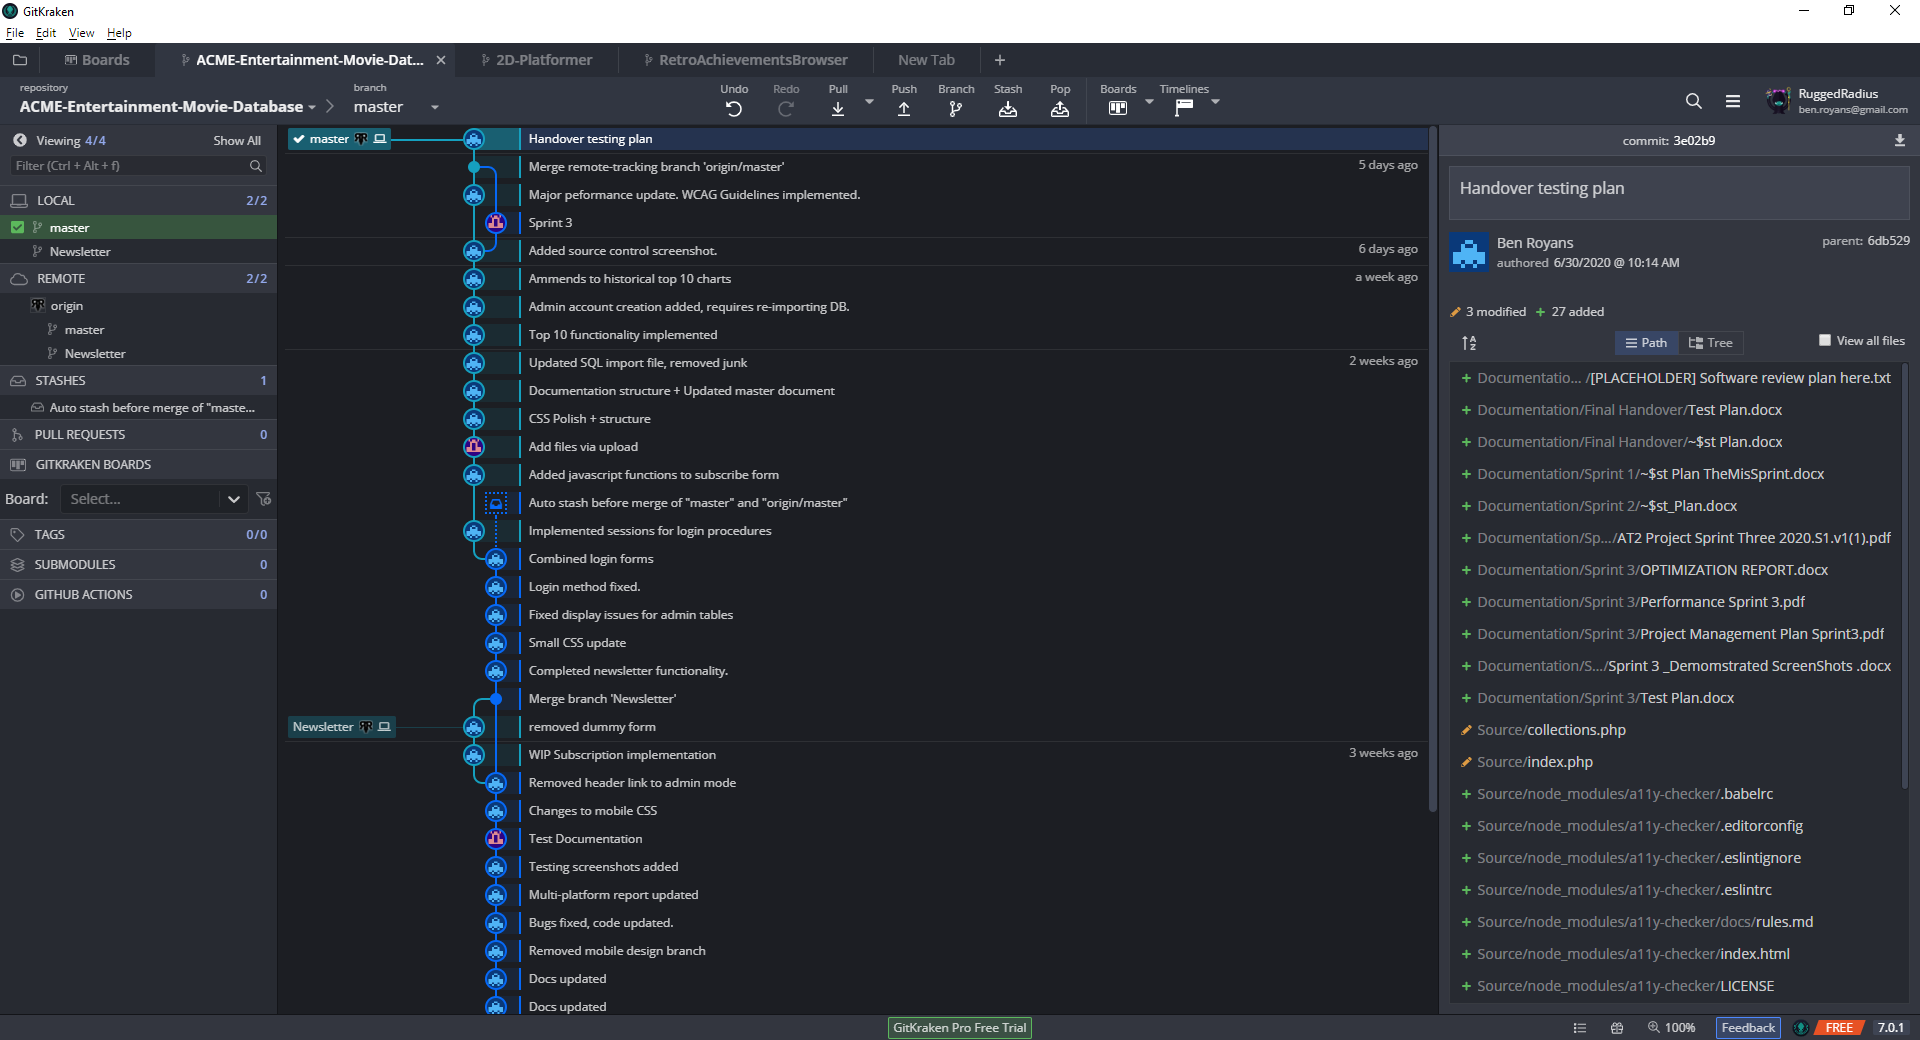 GitKraken
File Edit View Help
Boards
ACME-Entertainment-Movie-Dat...
2D-Platformer
RetroAchievementsBrowser
New Tab
repository
ACME-Entertainment-Movie-Database
branch
master
Undo
Redo
Pull
Push
Branch
Stash
Pop
Boards
Timelines
RuggedRadius
ben.royans@gmail.com
Viewing 4/4
Show All
Filter (Ctrl + Alt + f)
LOCAL 2/2
master
Newsletter
REMOTE 2/2
origin
master
Newsletter
STASHES 1
Auto stash before merge of "maste...
PULL REQUESTS 0
GITKRAKEN BOARDS
Board: Select...
TAGS 0/0
SUBMODULES 0
GITHUB ACTIONS 0
master Handover testing plan
Merge remote-tracking branch 'origin/master' 5 days ago
Major peformance update. WCAG Guidelines implemented.
Sprint 3
Added source control screenshot. 6 days ago
Ammends to historical top 10 charts a week ago
Admin account creation added, requires re-importing DB.
Top 10 functionality implemented
Updated SQL import file, removed junk 2 weeks ago
Documentation structure + Updated master document
CSS Polish + structure
Add files via upload
Added javascript functions to subscribe form
Auto stash before merge of "master" and "origin/master"
Implemented sessions for login procedures
Combined login forms
Login method fixed.
Fixed display issues for admin tables
Small CSS update
Completed newsletter functionality.
Merge branch 'Newsletter'
Newsletter removed dummy form
WIP Subscription implementation 3 weeks ago
Removed header link to admin mode
Changes to mobile CSS
Test Documentation
Testing screenshots added
Multi-platform report updated
Bugs fixed, code updated.
Removed mobile design branch
Docs updated
Docs updated
commit: 3e02b9
Handover testing plan
Ben Royans
authored 6/30/2020 @ 10:14 AM
parent: 6db529
3 modified + 27 added
Path
Tree
View all files
+ Documentatio... /[PLACEHOLDER] Software review plan here.txt
+ Documentation/Final Handover/Test Plan.docx
+ Documentation/Final Handover/~$st Plan.docx
+ Documentation/Sprint 1/~$st Plan TheMisSprint.docx
+ Documentation/Sprint 2/~$st_Plan.docx
+ Documentation/Sp.../AT2 Project Sprint Three 2020.S1.v1(1).pdf
+ Documentation/Sprint 3/OPTIMIZATION REPORT.docx
+ Documentation/Sprint 3/Performance Sprint 3.pdf
+ Documentation/Sprint 3/Project Management Plan Sprint3.pdf
+ Documentation/S.../Sprint 3 _Demomstrated ScreenShots .docx
+ Documentation/Sprint 3/Test Plan.docx
Source/collections.php
Source/index.php
+ Source/node_modules/a11y-checker/.babelrc
+ Source/node_modules/a11y-checker/.editorconfig
+ Source/node_modules/a11y-checker/.eslintignore
+ Source/node_modules/a11y-checker/.eslintrc
+ Source/node_modules/a11y-checker/docs/rules.md
+ Source/node_modules/a11y-checker/index.html
+ Source/node_modules/a11y-checker/LICENSE
GitKraken Pro Free Trial
100%
Feedback
FREE
7.0.1